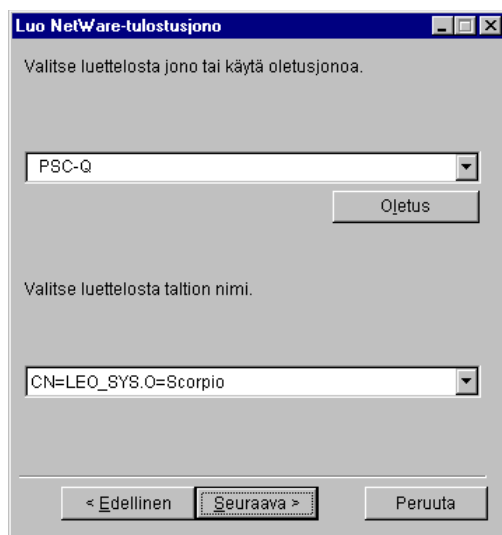 Luo NetWare-tulostusjono
Valitse luettelosta jono tai käytä oletusjonoa.
PSC-Q
Oletus
Valitse luettelosta taltion nimi.
CN=LEO_SYS.O=Scorpio
< Edellinen Seuraava > Peruuta